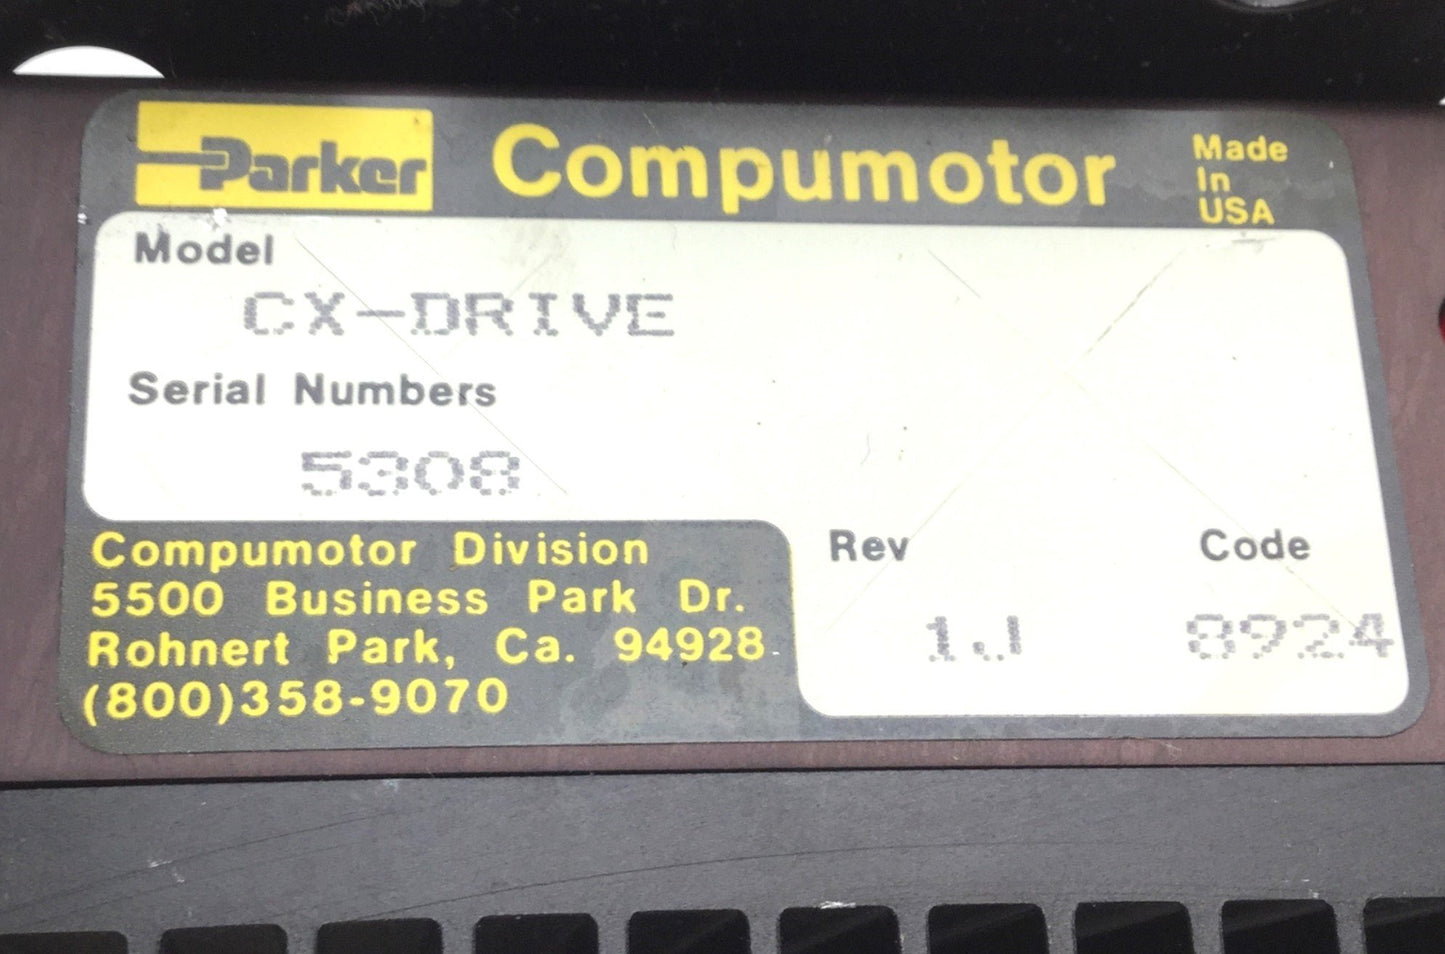 Parker Compumotor Made In USA
Model
CX-DRIVE
Serial Numbers
5308
Compumotor Division
5500 Business Park Dr.
Rohnert Park, Ca. 94928
(800)358-9070
Rev Code
1J 8924